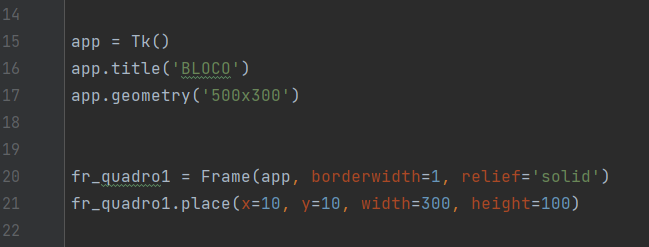 14
15 app = Tk()
16 app.title('BLOCO')
17 app.geometry('500x300')
18
19
20 fr_quadro1 = Frame(app, borderwidth=1, relief='solid')
21 fr_quadro1.place(x=10, y=10, width=300, height=100)
22